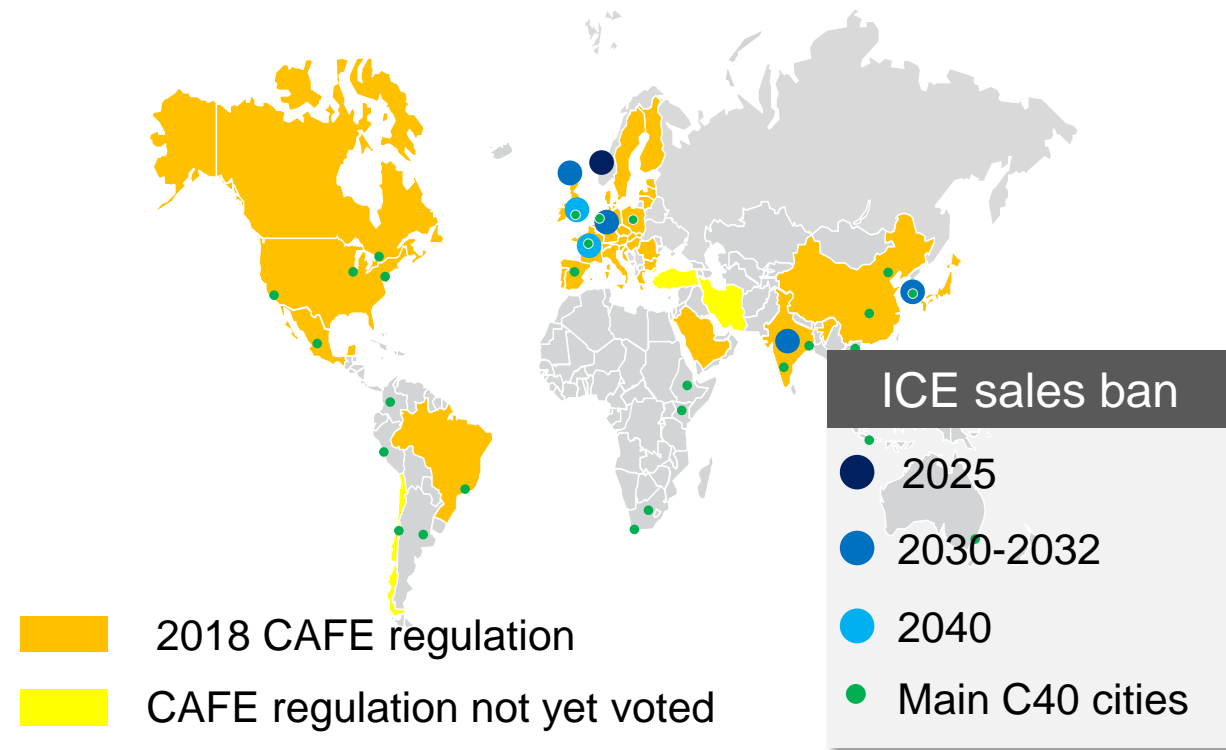 ICE sales ban
2025
2030-2032
2040
Main C40 cities
2018 CAFE regulation
CAFE regulation not yet voted